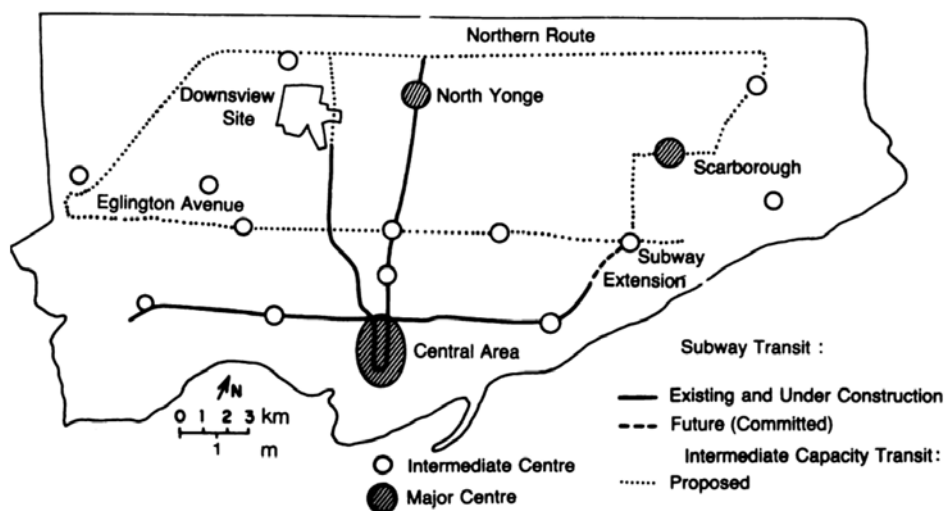 Northern Route
Downsview
Site
North Yonge
Scarborough
Eglington Avenue
Subway
Extension
Central Area
N
0 1 2 3 km
1 m
Intermediate Centre
Major Centre
Subway Transit :
Existing and Under Construction
Future (Committed)
Intermediate Capacity Transit :
Proposed